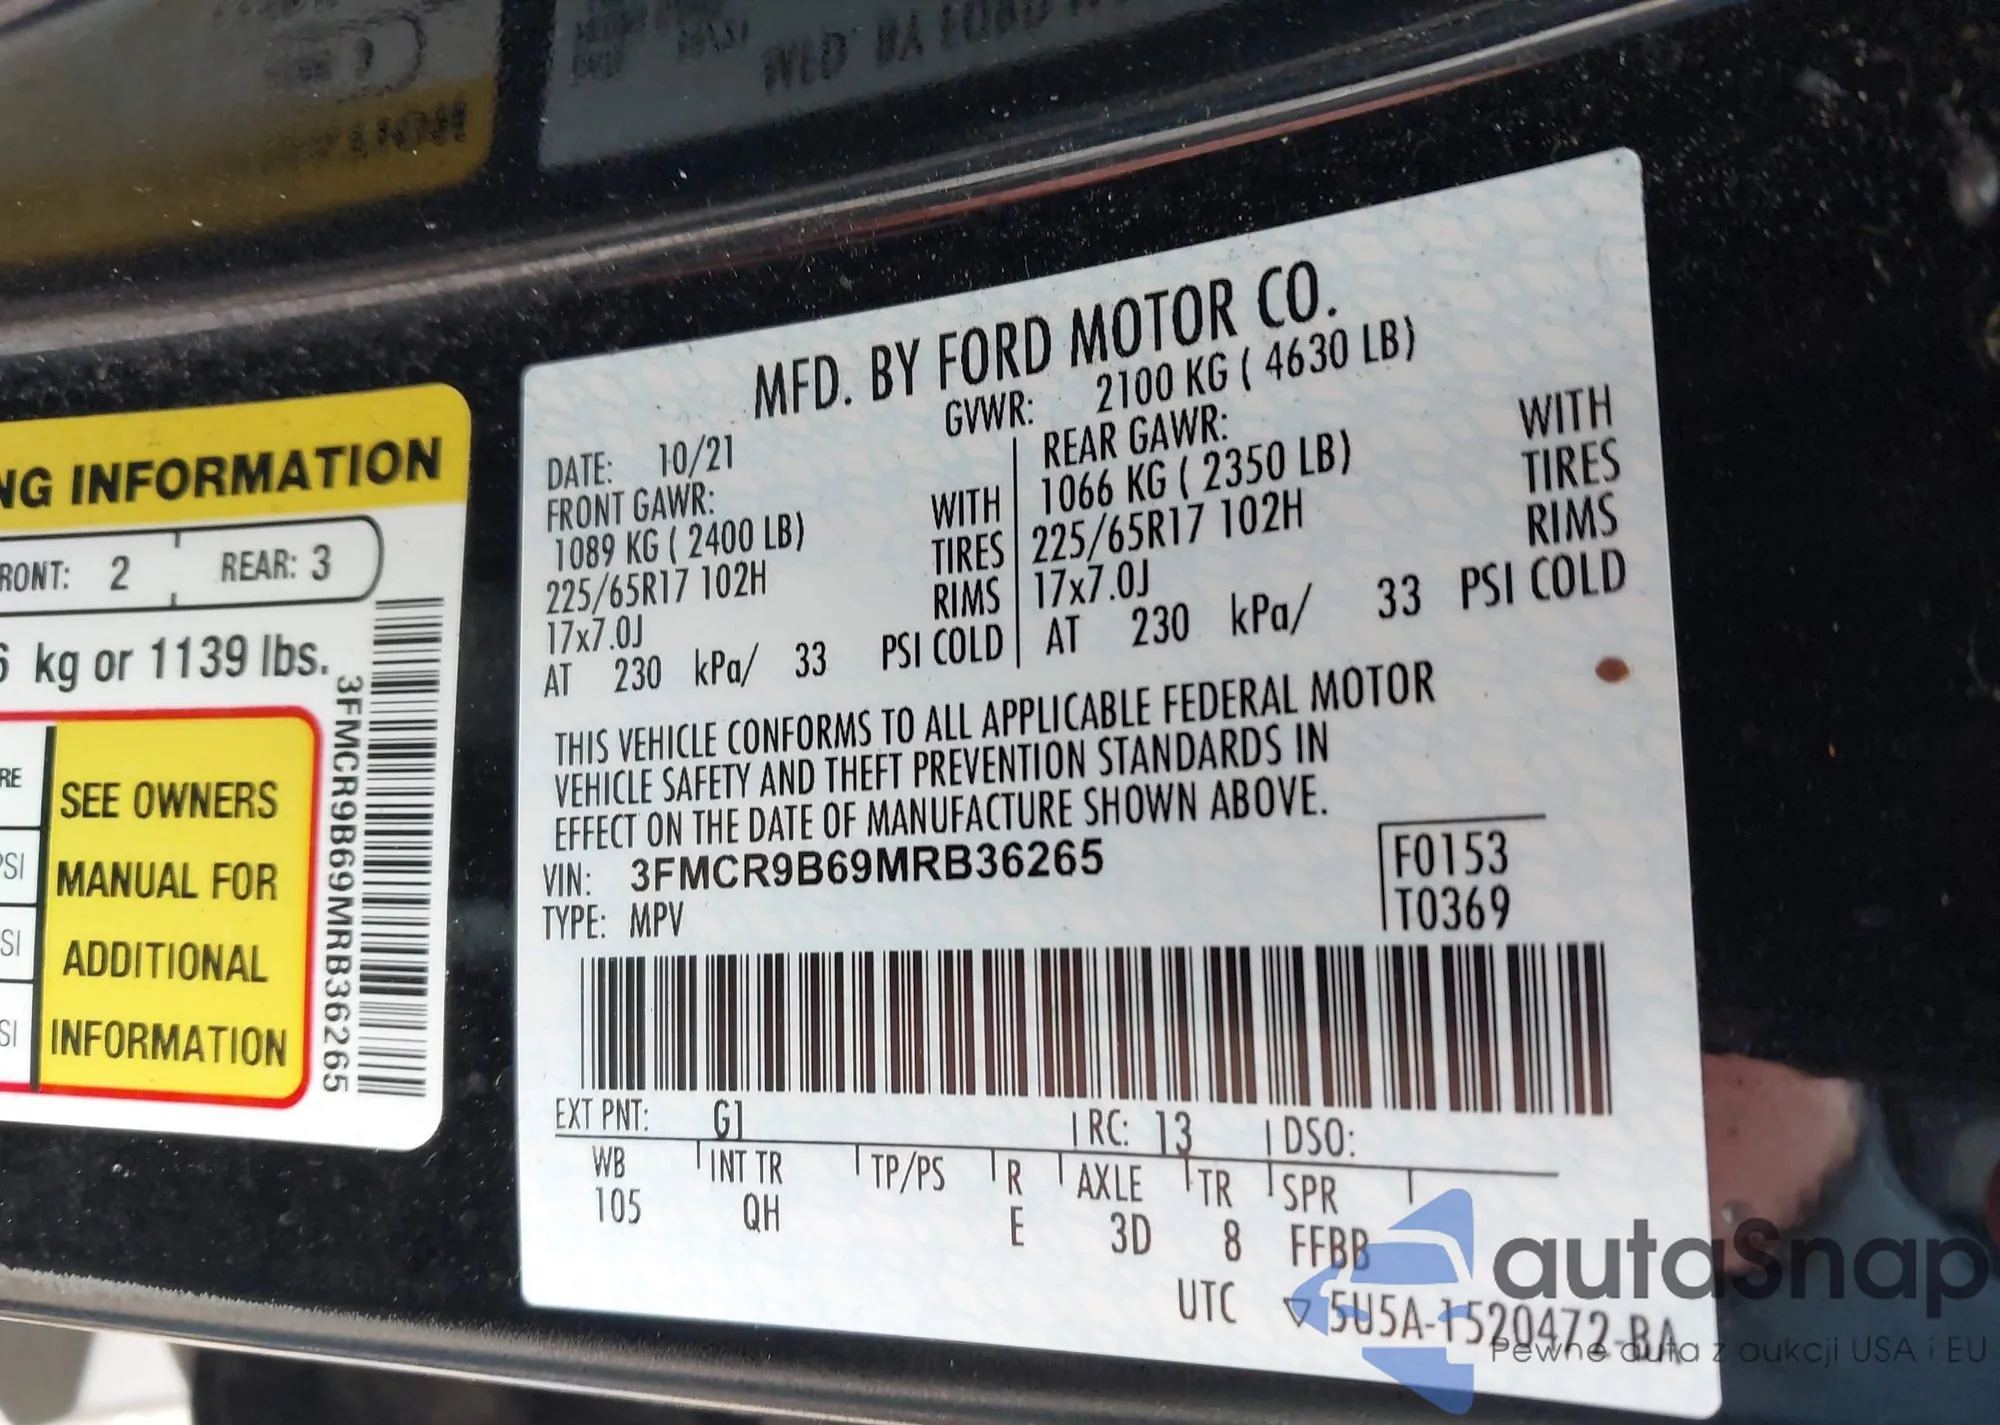 NG INFORMATION
RONT: 2 REAR: 3
kg or 1139 lbs.
RE
SEE OWNERS
PSI
MANUAL FOR
SI
ADDITIONAL
SI
INFORMATION
3FMCR9B69MRB36265
MFD. BY FORD MOTOR CO.
GVWR: 2100 KG ( 4630 LB)
DATE: 10/21
FRONT GAWR:
1089 KG ( 2400 LB) WITH
225/65R17 102H TIRES
17x7.0J RIMS
AT 230 kPa/ 33 PSI COLD
REAR GAWR:
1066 KG ( 2350 LB) WITH
225/65R17 102H TIRES
17x7.0J RIMS
AT 230 kPa/ 33 PSI COLD
THIS VEHICLE CONFORMS TO ALL APPLICABLE FEDERAL MOTOR
VEHICLE SAFETY AND THEFT PREVENTION STANDARDS IN
EFFECT ON THE DATE OF MANUFACTURE SHOWN ABOVE.
VIN: 3FMCR9B69MRB36265
TYPE: MPV
F0153
T0369
EXT PNT: G1 RC: 13 DSO:
WB INT TR TP/PS R AXLE TR SPR
105 QH E 3D 8 FFBB
UTC ▽ 5U5A-1520472-BA
autaSnap
Pewne auta z aukcji USA i EU